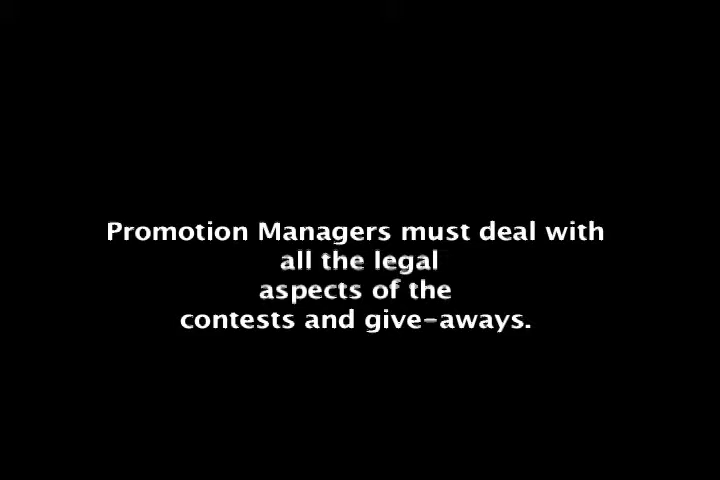 Promotion Managers must deal with
all the legal
aspects of the
contests and give-aways.